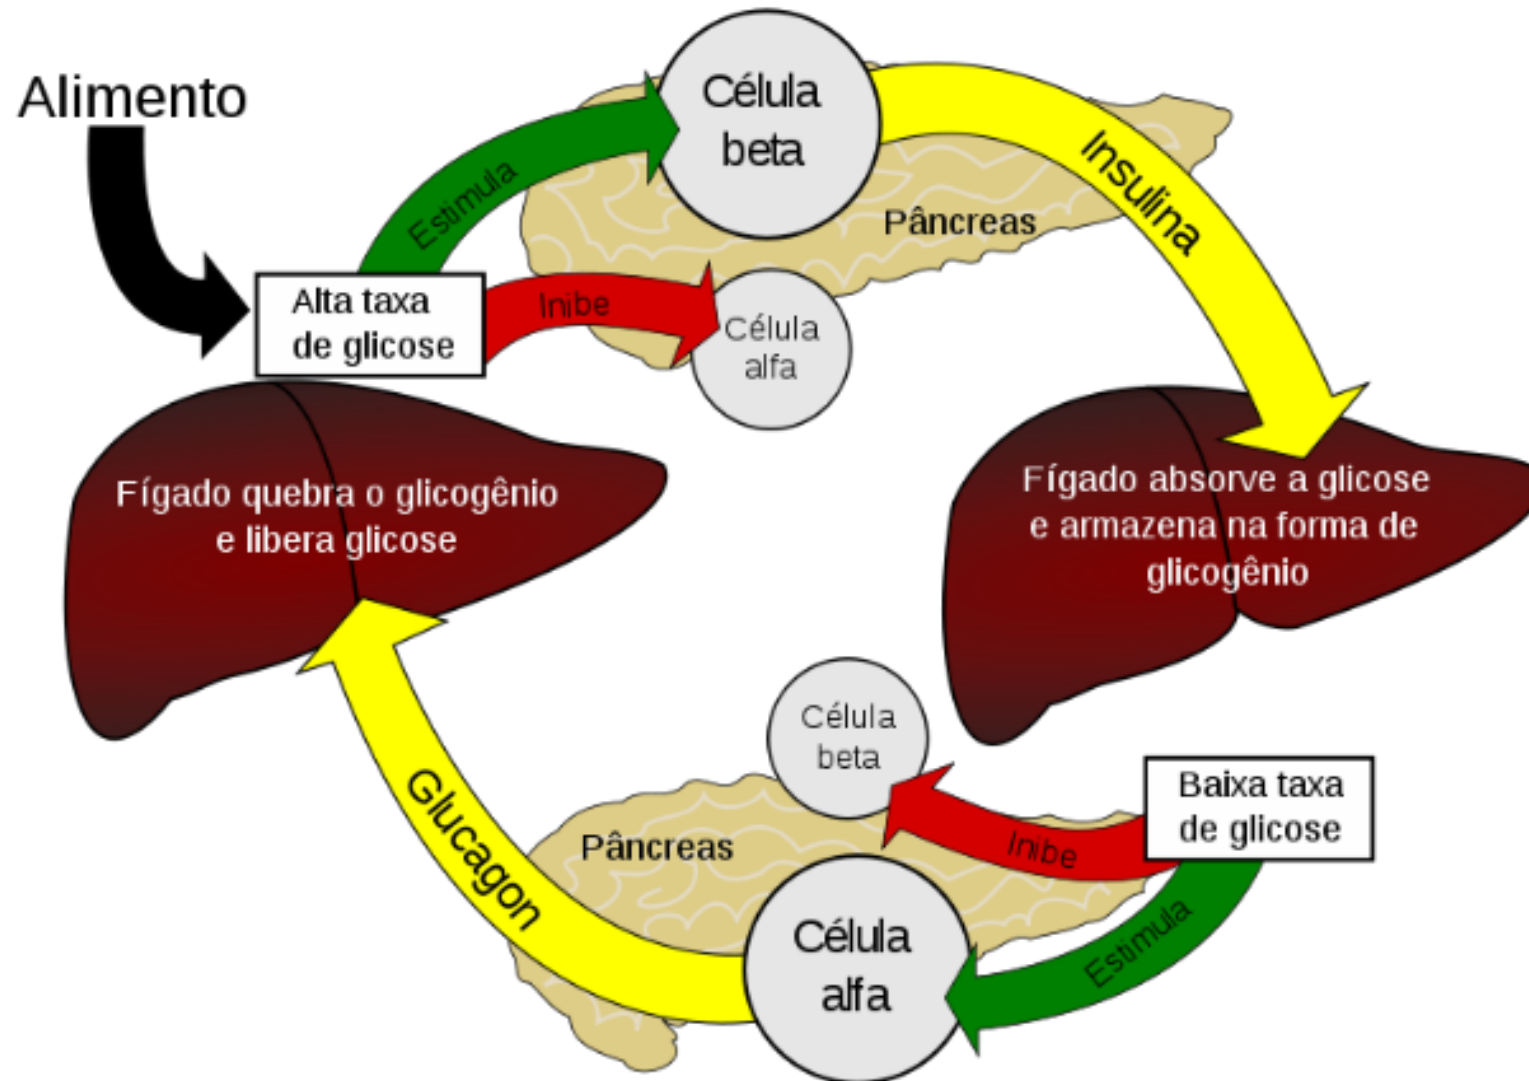 Alimento
Célula
beta
Estimula
Insulina
Pâncreas
Alta taxa
de glicose
Inibe
Célula
alfa
Fígado quebra o glicogênio
e libera glicose
Fígado absorve a glicose
e armazena na forma de
glicogênio
Célula
beta
Baixa taxa
de glicose
Glucagon
Pâncreas
Inibe
Célula
alfa
Estimula